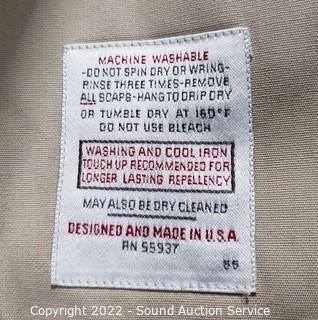 MACHINE WASHABLE
-DO NOT SPIN DRY OR WRING-
RINSE THREE TIMES-REMOVE
ALL SOAPS-HANG TO DRIP DRY
OR TUMBLE DRY AT 160°F
DO NOT USE BLEACH
WASHING AND COOL IRON
TOUCH UP RECOMMENDED FOR
LONGER LASTING REPELLENCY
MAY ALSO BE DRY CLEANED
DESIGNED AND MADE IN U.S.A.
RN 55937
Copyright 2022 - Sound Auction Service